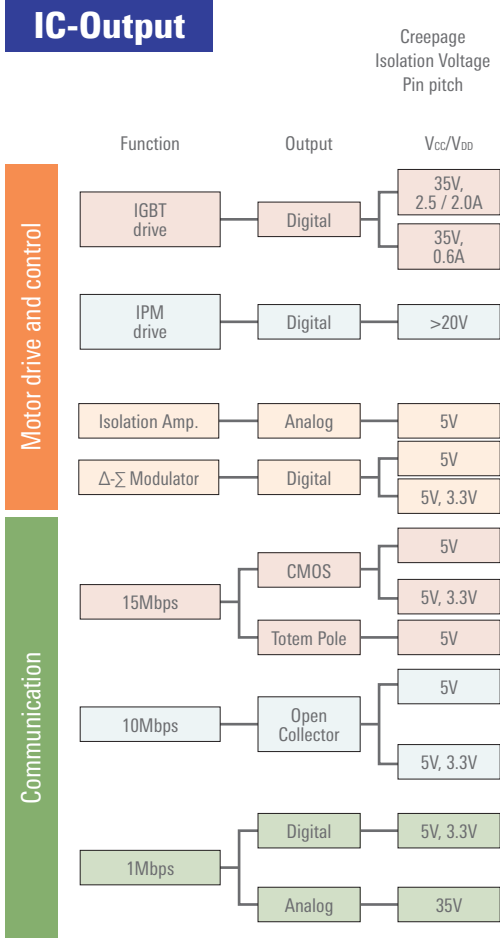 IC-Output
Creepage
Isolation Voltage
Pin pitch
Function
Output
Vcc/VDD
Motor drive and control
IGBT
drive
Digital
35V,
2.5 / 2.0A
35V,
0.6A
IPM
drive
Digital
>20V
Isolation Amp.
Analog
5V
Δ-∑ Modulator
Digital
5V
5V, 3.3V
Communication
15Mbps
CMOS
5V
5V, 3.3V
Totem Pole
5V
10Mbps
Open
Collector
5V
5V, 3.3V
1Mbps
Digital
5V, 3.3V
Analog
35V